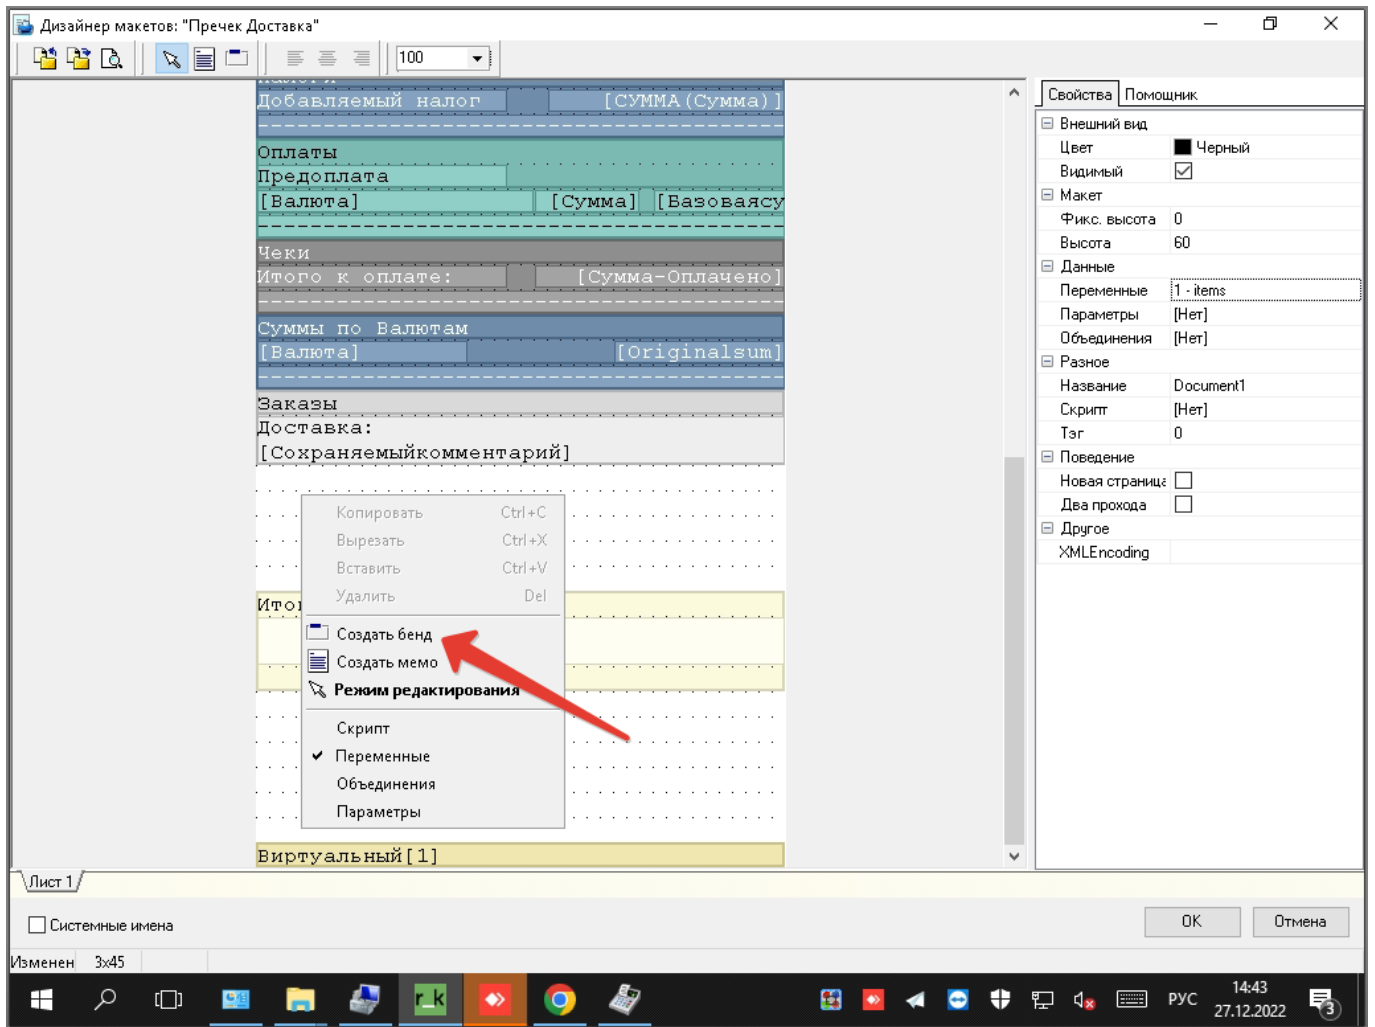 Дизайнер макетов: "Пречек Доставка"
100
Добавляемый налог [СУММА(Сумма)]
Оплаты
Предоплата
[Валюта] [Сумма] [Базоваясу
Чеки
Итого к оплате: [Сумма-Оплачено]
Суммы по Валютам
[Валюта] [Originalsum]
Заказы
Доставка:
[Сохраняемыйкомментарий]
Копировать Ctrl+C
Вырезать Ctrl+X
Вставить Ctrl+V
Удалить Del
Создать бенд
Создать мемо
Режим редактирования
Скрипт
Переменные
Объединения
Параметры
Виртуальный[1]
Свойства Помощник
Внешний вид
Цвет Черный
Видимый
Макет
Фикс. высота 0
Высота 60
Данные
Переменные 1 - items
Параметры [Нет]
Объединения [Нет]
Разное
Название Document1
Скрипт [Нет]
Тэг 0
Поведение
Новая страница
Два прохода
Другое
XMLEncoding
Лист 1
Системные имена
OK Отмена
Изменен 3x45
r_k
РУС
14:43
27.12.2022
3